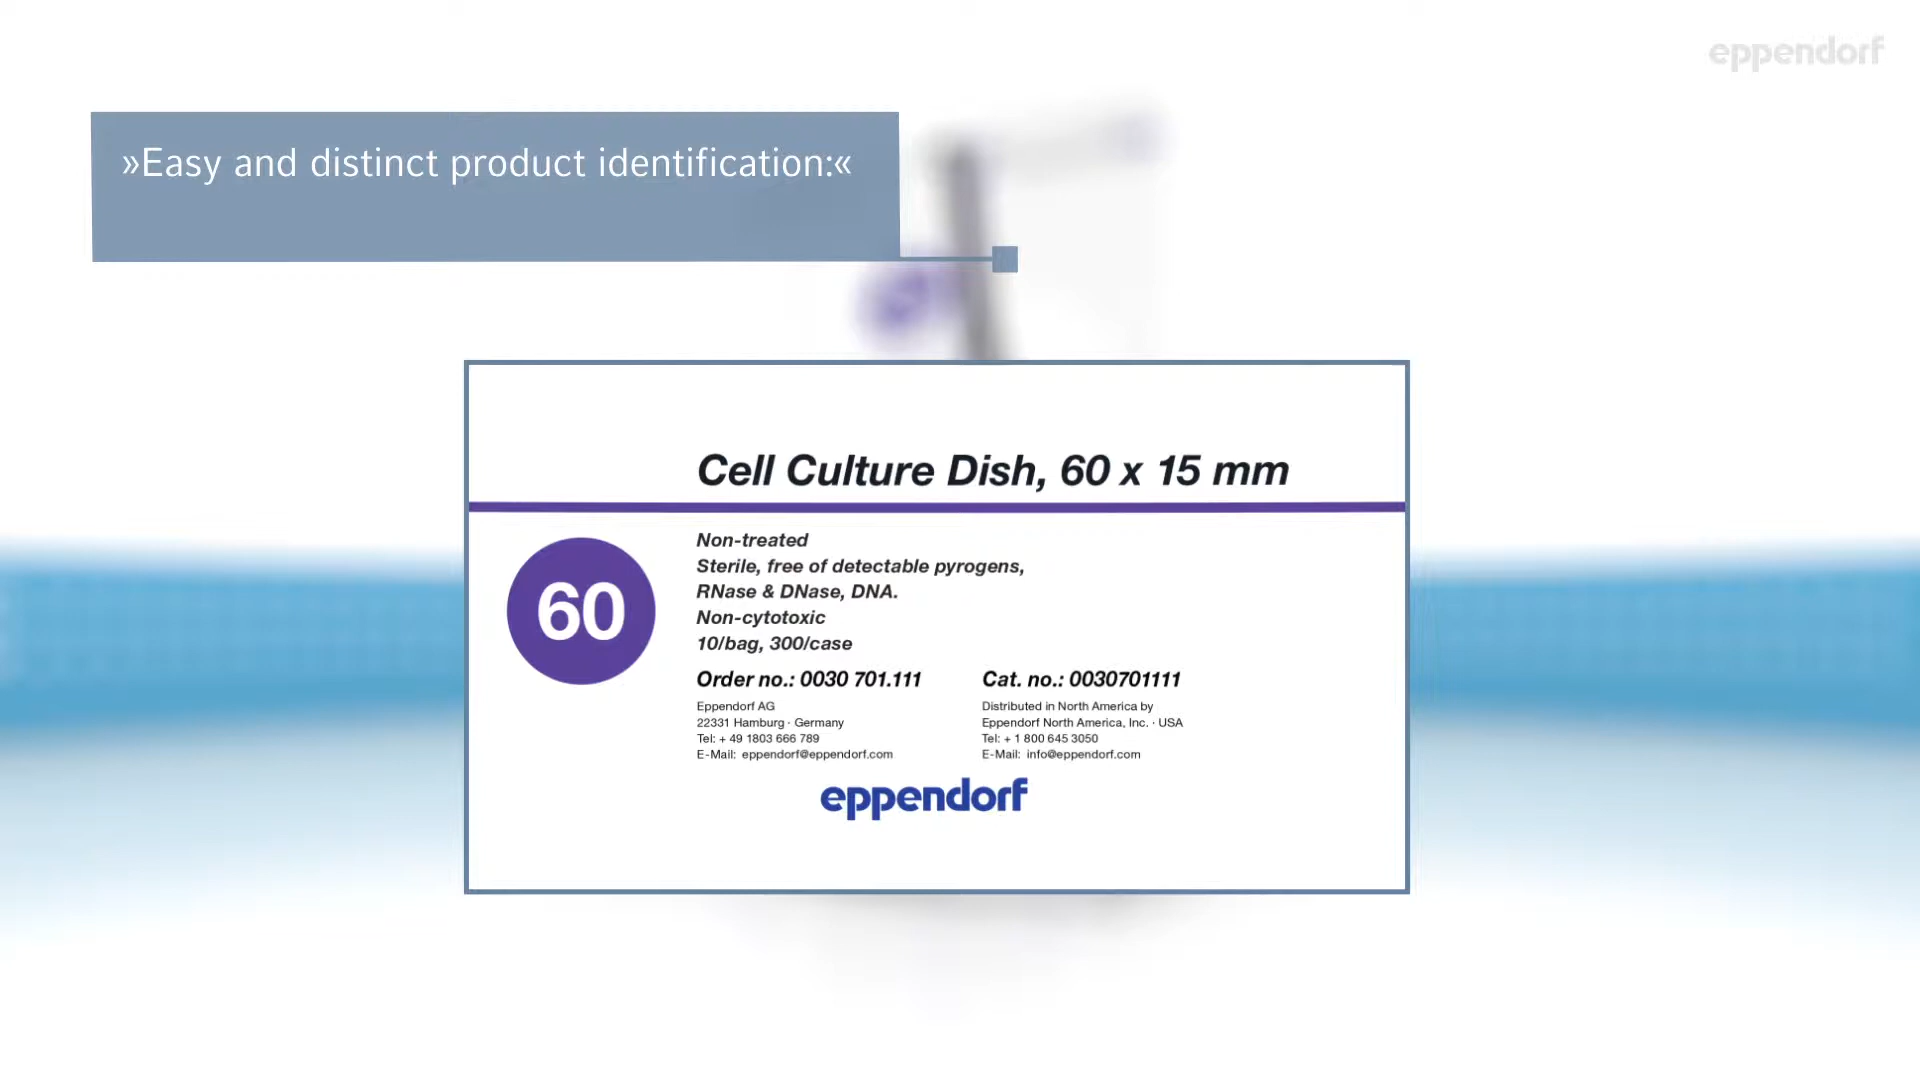 eppendorf
»Easy and distinct product identification:«
Cell Culture Dish, 60 x 15 mm
60
Non-treated
Sterile, free of detectable pyrogens,
RNase & DNase, DNA.
Non-cytotoxic
10/bag, 300/case
Order no.: 0030 701.111
Eppendorf AG
22331 Hamburg · Germany
Tel: + 49 1803 666 789
E-Mail: eppendorf@eppendorf.com
Cat. no.: 0030701111
Distributed in North America by
Eppendorf North America, Inc. · USA
Tel: + 1 800 645 3050
E-Mail: info@eppendorf.com
eppendorf